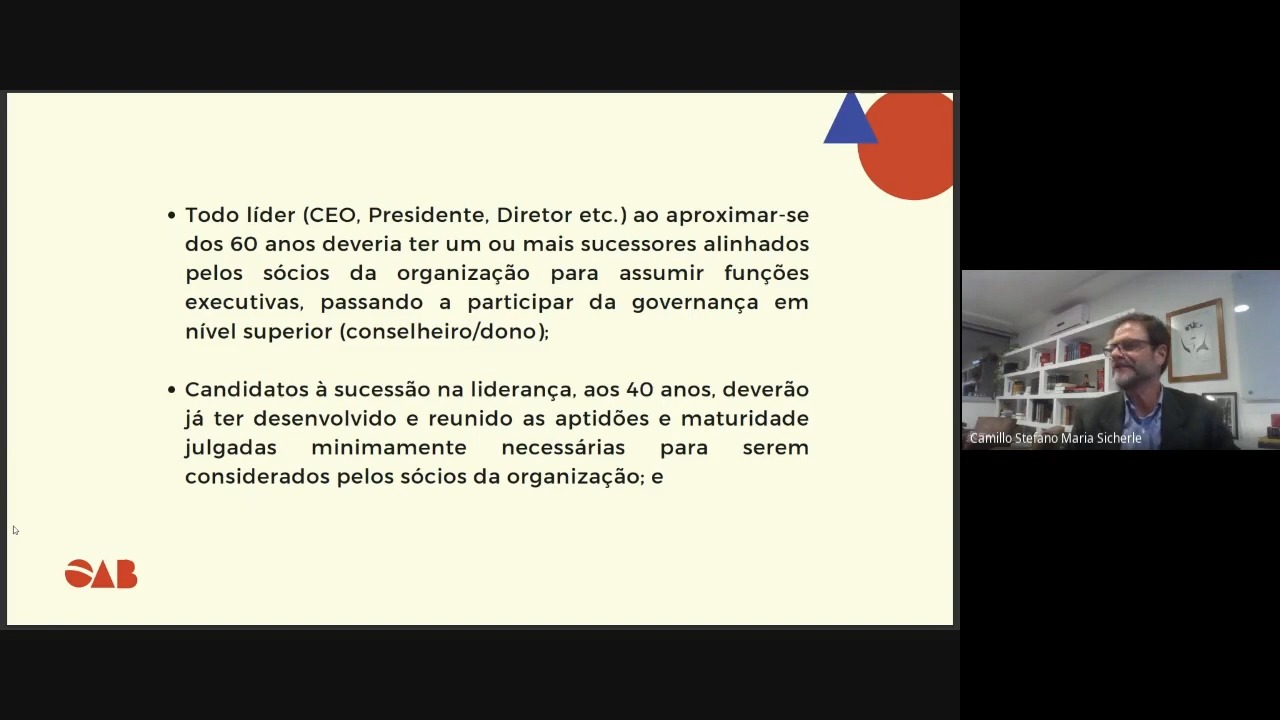 • Todo líder (CEO, Presidente, Diretor etc.) ao aproximar-se
dos 60 anos deveria ter um ou mais sucessores alinhados
pelos sócios da organização para assumir funções
executivas, passando a participar da governança em
nível superior (conselheiro/dono);
• Candidatos à sucessão na liderança, aos 40 anos, deverão
já ter desenvolvido e reunido as aptidões e maturidade
julgadas minimamente necessárias para serem
considerados pelos sócios da organização; e
OAB
Camillo Stefano Maria Sicherle